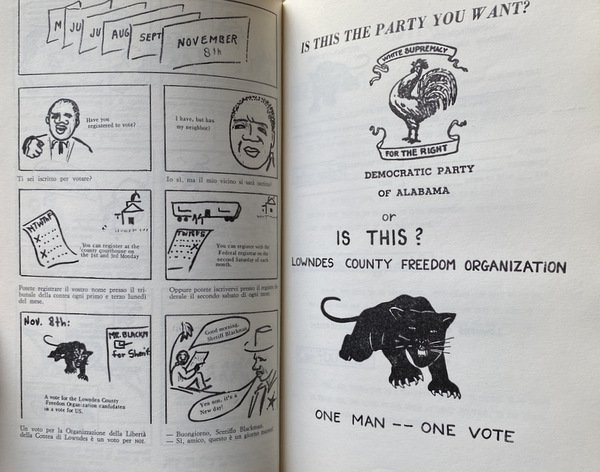 M JU JU AUG SEPT NOVEMBER
8th
Have you
registered to vote?
Ti sei iscritto per votare?
I have, but has
my neighbor?
Io sì, ma il mio vicino si sarà iscritto?
You can register at the
county courthouse on
the 1st and 3rd Monday
Potete registrare il vostro nome presso il tri-
bunale della contea ogni primo e terzo lunedì
del mese.
You can register with the
Federal registrar on the
second Saturday of each
month.
Oppure potete iscrivervi presso il
derale il secondo sabato di ogni mese.
Nov. 8th:
MR. BLACKM
for Sheri
A vote for the Lowndes County
Freedom Organization candidates
is a vote for US.
Un voto per la Organizzazione della Libertà
della Contea di Lowndes è un voto per noi.
Good morning,
Sheriff Blackman.
Yes son, it's a
New day!
— Buongiorno, Sceriffo Blackman.
— Sì, amico, questo è un giorno
IS THIS THE PARTY YOU WANT?
WHITE SUPREMACY
FOR THE RIGHT
DEMOCRATIC PARTY
OF ALABAMA
or
IS THIS?
LOWNDES COUNTY FREEDOM ORGANIZATION
ONE MAN -- ONE VOTE